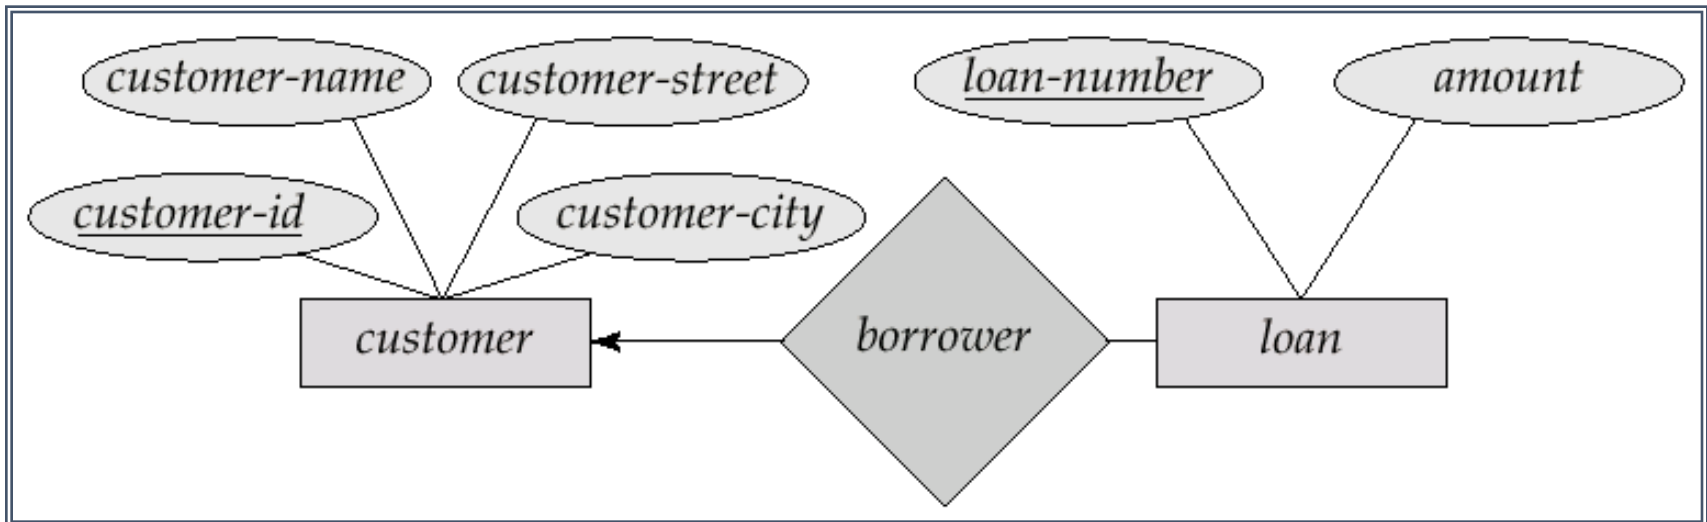 customer-name customer-street loan-number amount
customer-id customer-city
customer borrower loan